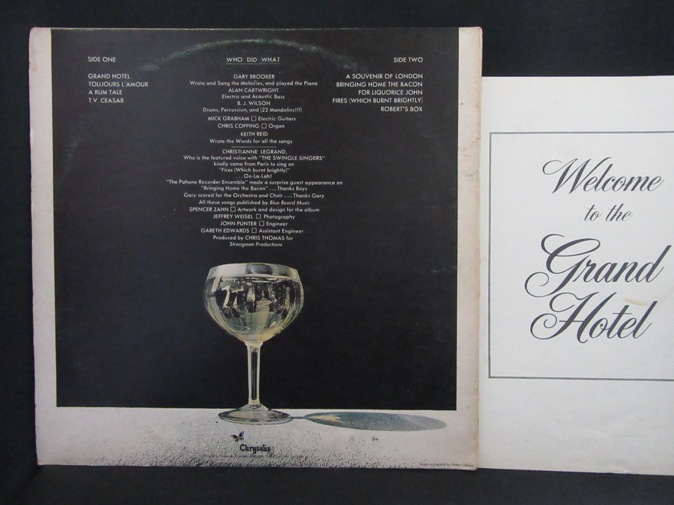 SIDE ONE
GRAND HOTEL
TOUJOURS L'AMOUR
A RUM TALE
T.V. CEASAR
WHO DID WHAT
GARY BROOKER
Wrote and Sang the Melodies, and played the Piano
ALAN CARTWRIGHT
Electric and Acoustic Bass
B. J. WILSON
Drums, Percussion, and (22 Mandolins!!!)
MICK GRABHAM □ Electric Guitars
CHRIS COPPING □ Organ
KEITH REID
Wrote the Words for all the songs
CHRISTIANNE LEGRAND,
Who is the featured voice with "THE SWINGLE SINGERS"
kindly came from Paris to sing on
"Fires (Which burnt brightly)"
. . . Oo-La-Lah!
"The Pahene Recorder Ensemble" made a surprise guest appearance on
"Bringing Home the Bacon" . . . Thanks Boys
Gary scored for the Orchestra and Choir . . . Thanks Gary
All these songs published by Blue Beard Music
SPENCER ZAHN □ Artwork and design for the album
JEFFREY WEISEL □ Photography
JOHN PUNTER □ Engineer
GARETH EDWARDS □ Assistant Engineer
Produced by CHRIS THOMAS for
Strongman Productions
SIDE TWO
A SOUVENIR OF LONDON
BRINGING HOME THE BACON
FOR LIQUORICE JOHN
FIRES (WHICH BURNT BRIGHTLY)
ROBERT'S BOX
Chrysalis
Welcome
to the
Grand
Hotel